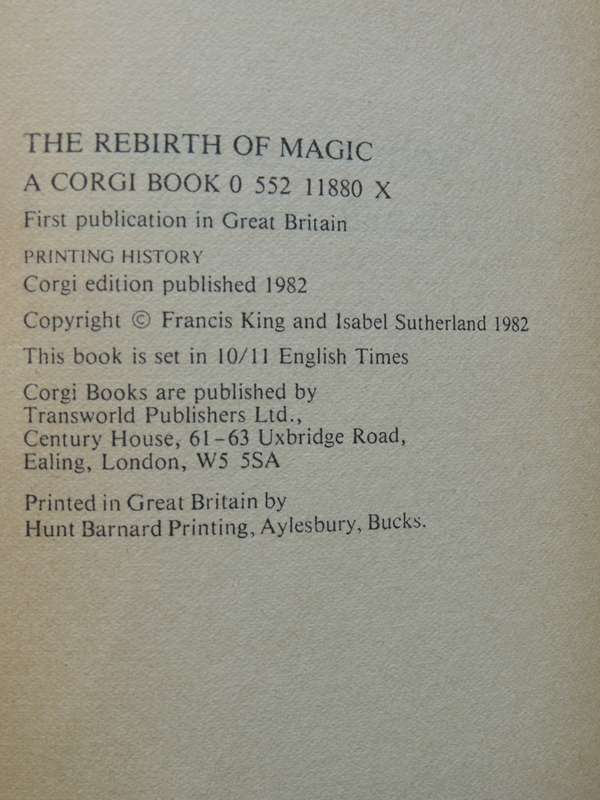 THE REBIRTH OF MAGIC
A CORGI BOOK 0 552 11880 X
First publication in Great Britain
PRINTING HISTORY
Corgi edition published 1982
Copyright © Francis King and Isabel Sutherland 1982
This book is set in 10/11 English Times
Corgi Books are published by
Transworld Publishers Ltd.,
Century House, 61–63 Uxbridge Road,
Ealing, London, W5 5SA
Printed in Great Britain by
Hunt Barnard Printing, Aylesbury, Bucks.